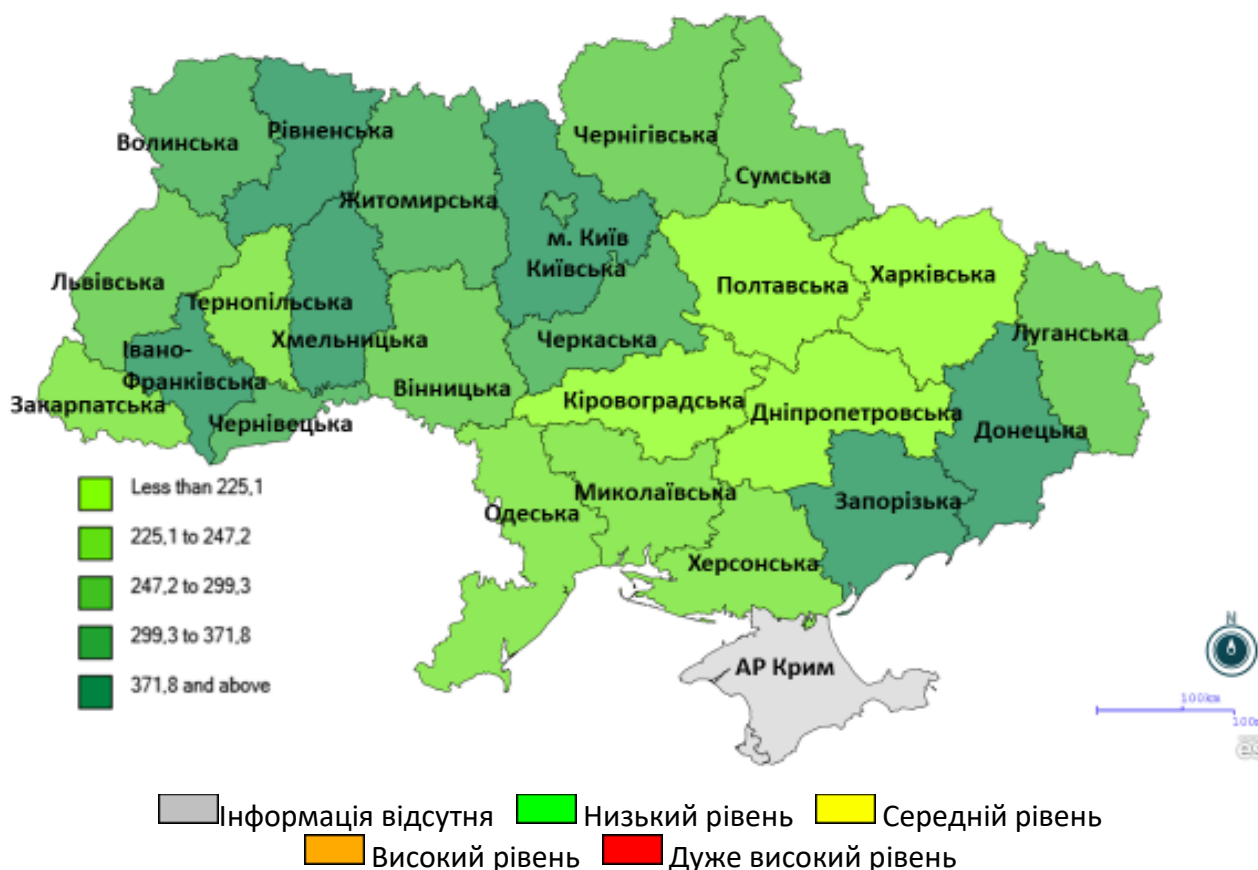 Волинська
Рівненська
Житомирська
Чернігівська
Сумська
м. Київ
Київська
Львівська
Тернопільська
Хмельницька
Івано-
Франківська
Закарпатська
Чернівецька
Вінницька
Черкаська
Полтавська
Харківська
Луганська
Кіровоградська
Дніпропетровська
Донецька
Запорізька
Миколаївська
Одеська
Херсонська
АР Крим
Less than 225,1
225,1 to 247,2
247,2 to 299,3
299,3 to 371,8
371,8 and above
N
100km
Інформація відсутня Низький рівень Середній рівень
Високий рівень Дуже високий рівень